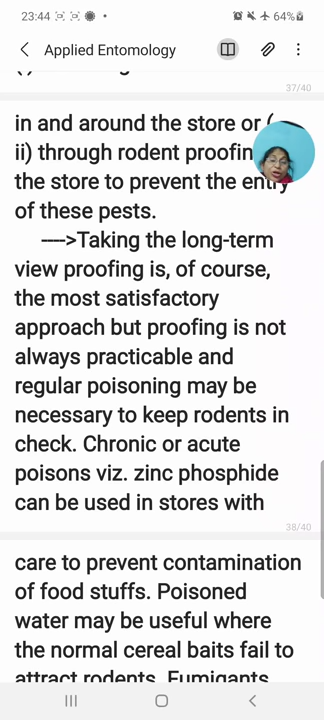 23:44
64%
Applied Entomology
37/40
in and around the store or (
ii) through rodent
the store to prevent the entry
of these pests.
---->Taking the long-term
view proofing is, of course,
the most satisfactory
approach but proofing is not
always practicable and
regular poisoning may be
necessary to keep rodents in
check. Chronic or acute
poisons viz. zinc phosphide
can be used in stores with
38/40
care to prevent contamination
of food stuffs. Poisoned
water may be useful where
the normal cereal baits fail to
attract rodents. Fumigants